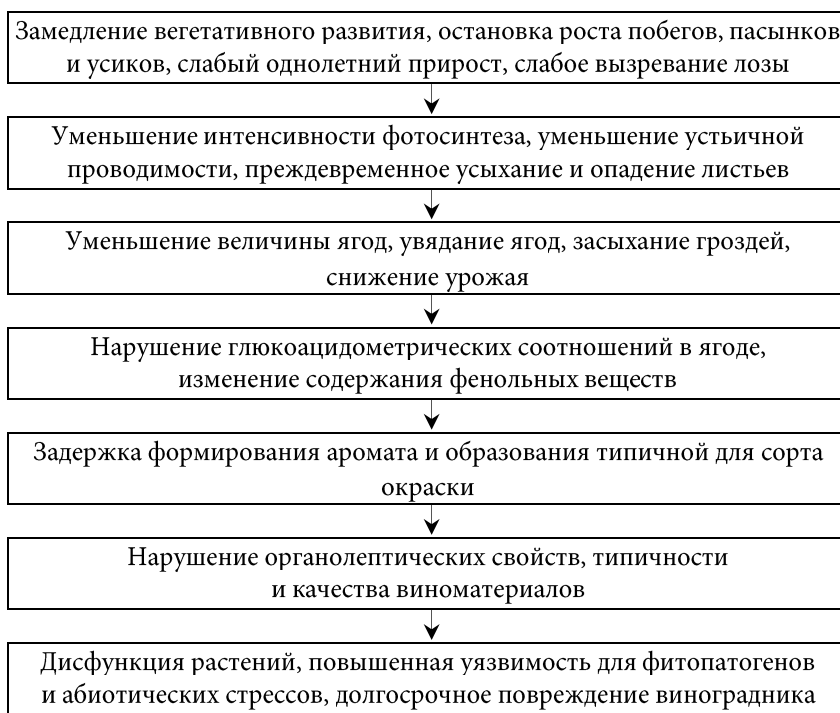 Замедление вегетативного развития, остановка роста побегов, пасынков
и усиков, слабый однолетний прирост, слабое вызревание лозы
Уменьшение интенсивности фотосинтеза, уменьшение устьичной
проводимости, преждевременное усыхание и опадение листьев
Уменьшение величины ягод, увядание ягод, засыхание гроздей,
снижение урожая
Нарушение глюкоацидометрических соотношений в ягоде,
изменение содержания фенольных веществ
Задержка формирования аромата и образования типичной для сорта
окраски
Нарушение органолептических свойств, типичности
и качества виноматериалов
Дисфункция растений, повышенная уязвимость для фитопатогенов
и абиотических стрессов, долгосрочное повреждение виноградника